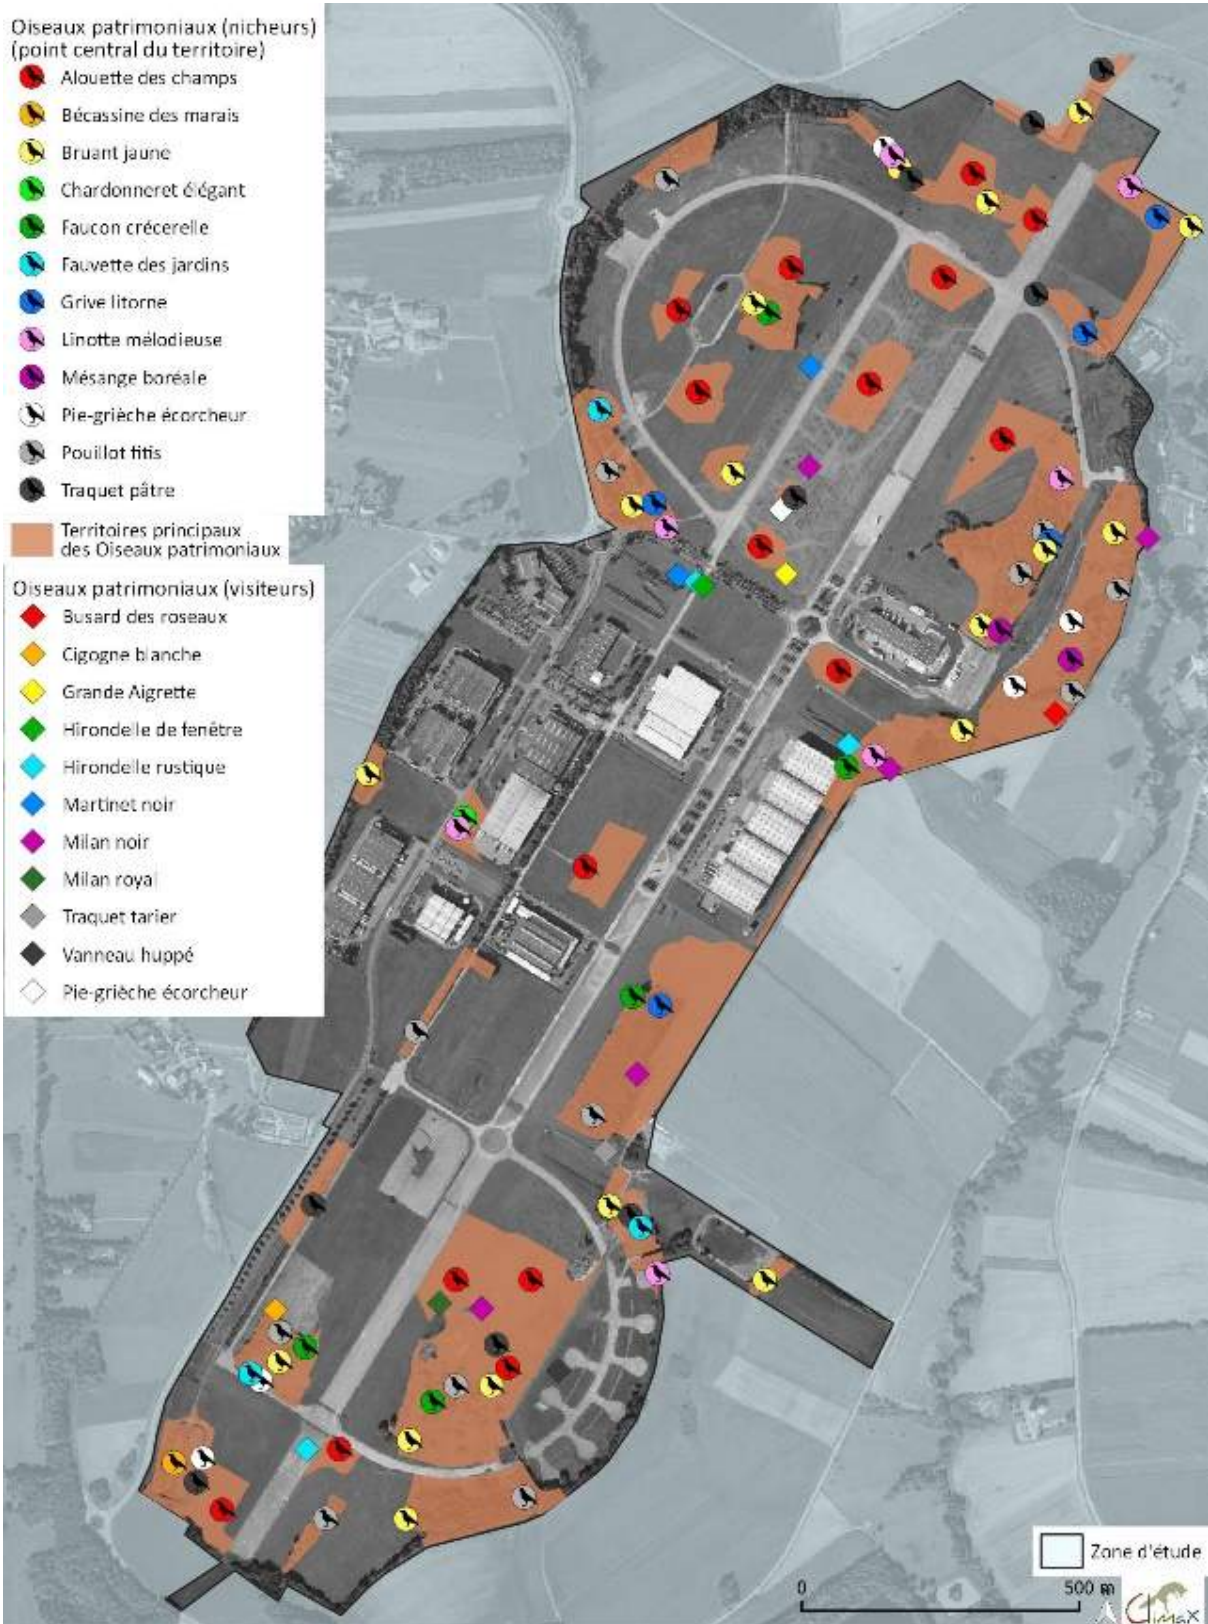 Oiseaux patrimoniaux (nicheurs)
(point central du territoire)
Alouette des champs
Bécassine des marais
Bruant jaune
Chardonneret élégant
Faucon crécerelle
Fauvette des jardins
Grive litorne
Linotte mélodieuse
Mésange boréale
Pie-grièche écorcheur
Pouillot fitis
Traquet pâtre
Territoires principaux
des Oiseaux patrimoniaux
Oiseaux patrimoniaux (visiteurs)
Busard des roseaux
Cigogne blanche
Grande Aigrette
Hirondelle de fenêtre
Hirondelle rustique
Martinet noir
Milan noir
Milan royal
Traquet tarier
Vanneau huppé
Pie-grièche écorcheur
Zone d'étude
0 500 m
Climax